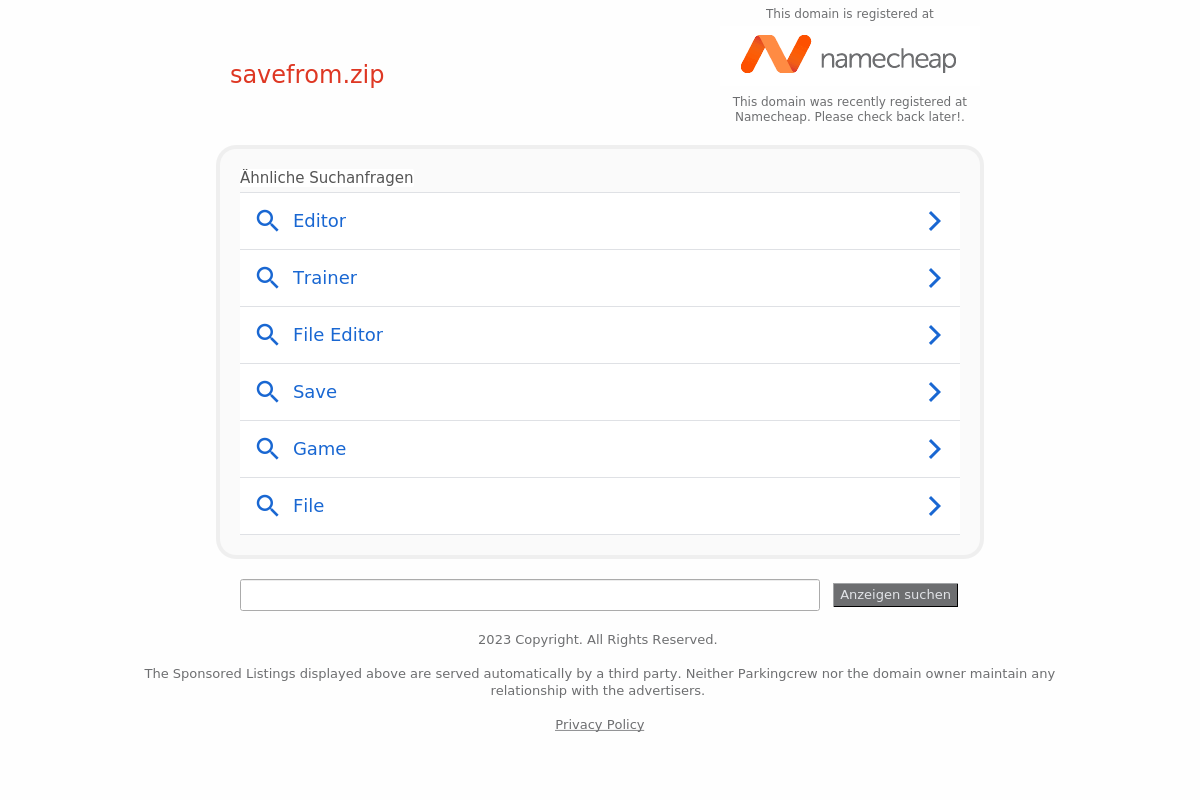 This domain is registered at
namecheap
savefrom.zip
This domain was recently registered at
Namecheap. Please check back later!.
Ähnliche Suchanfragen
Editor
Trainer
File Editor
Save
Game
File
Anzeigen suchen
2023 Copyright. All Rights Reserved.
The Sponsored Listings displayed above are served automatically by a third party. Neither Parkingcrew nor the domain owner maintain any
relationship with the advertisers.
Privacy Policy